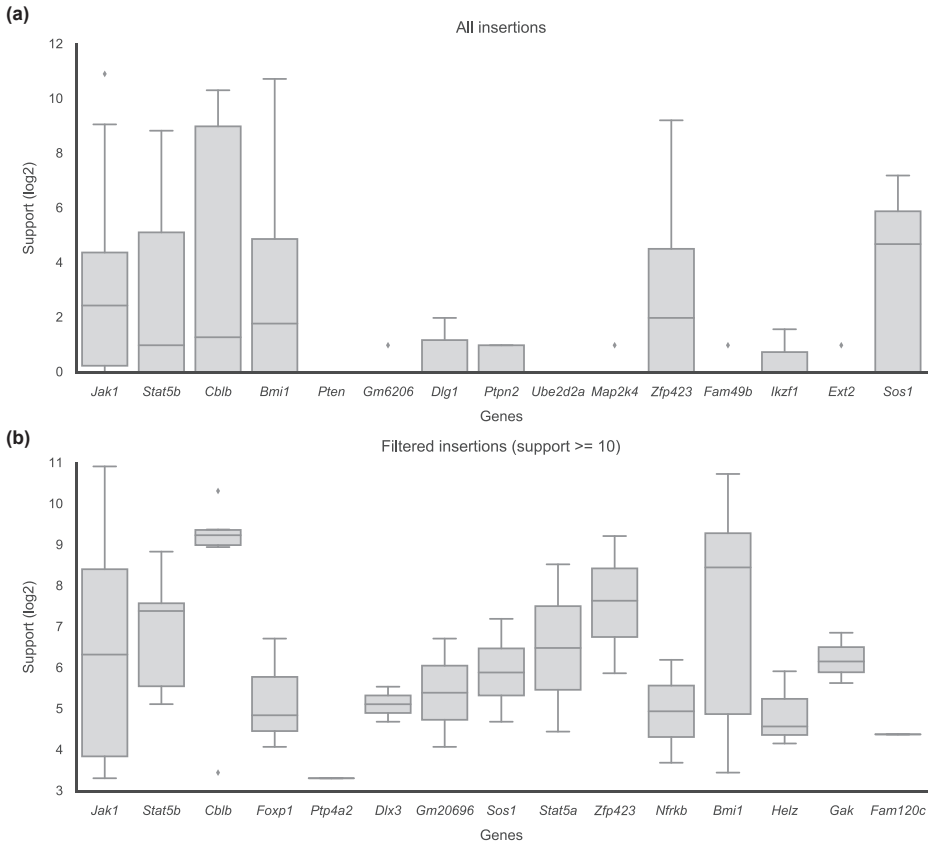 (a)
All insertions
12
10
8
6
4
2
0
Support (log2)
Jak1 Stat5b Cblb Bmi1 Pten Gm6206 Dlg1 Ptpn2 Ube2d2a Map2k4 Zfp423 Fam49b Ikzf1 Ext2 Sos1
Genes
(b)
Filtered insertions (support >= 10)
11
10
9
8
7
6
5
4
3
Support (log2)
Jak1 Stat5b Cblb Foxp1 Ptp4a2 Dlx3 Gm20696 Sos1 Stat5a Zfp423 Nfrkb Bmi1 Helz Gak Fam120c
Genes